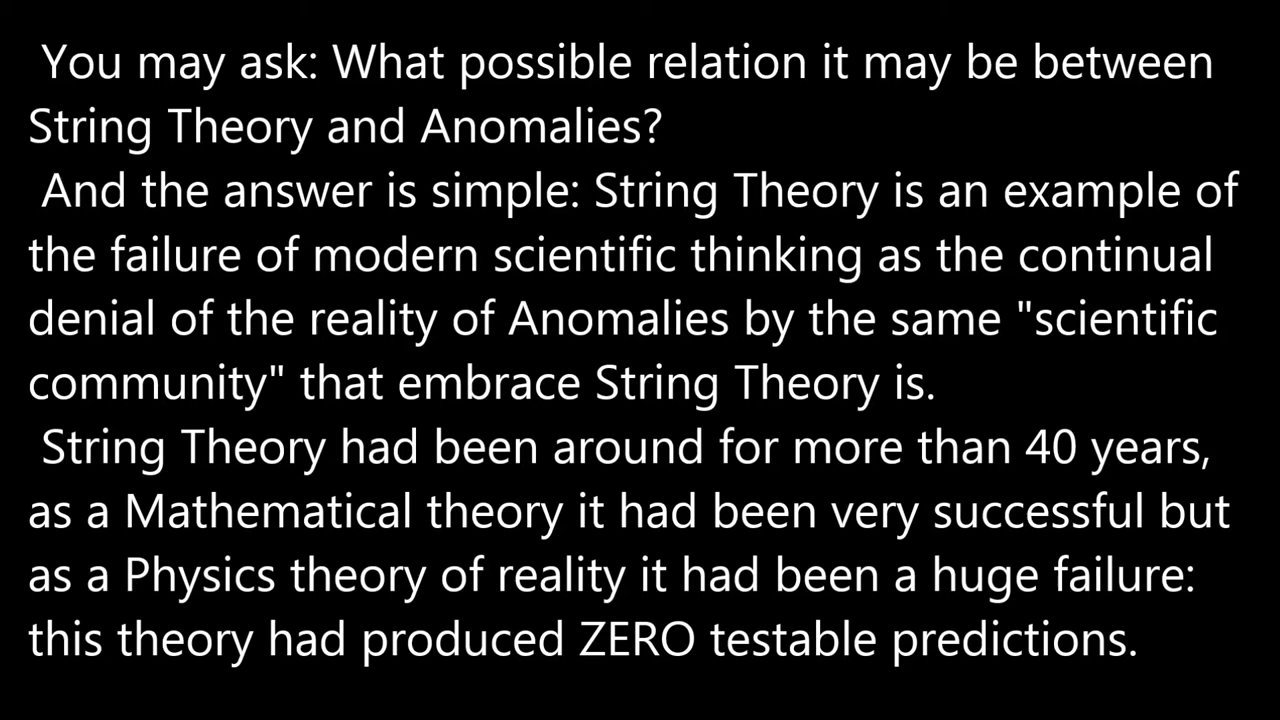 You may ask: What possible relation it may be between
String Theory and Anomalies?
And the answer is simple: String Theory is an example of
the failure of modern scientific thinking as the continual
denial of the reality of Anomalies by the same "scientific
community" that embrace String Theory is.
String Theory had been around for more than 40 years,
as a Mathematical theory it had been very successful but
as a Physics theory of reality it had been a huge failure:
this theory had produced ZERO testable predictions.